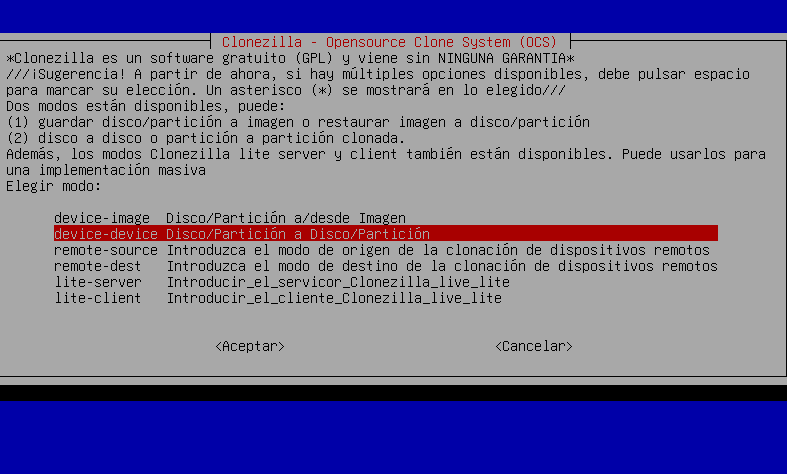 Clonezilla - Opensource Clone System (OCS)
*Clonezilla es un software gratuito (GPL) y viene sin NINGUNA GARANTIA*
///¡Sugerencia! A partir de ahora, si hay múltiples opciones disponibles, debe pulsar espacio
para marcar su elección. Un asterisco (*) se mostrará en lo elegido///
Dos modos están disponibles, puede:
(1) guardar disco/partición a imagen o restaurar imagen a disco/partición
(2) disco a disco o partición a partición clonada.
Además, los modos Clonezilla lite server y client también están disponibles. Puede usarlos para
una implementación masiva
Elegir modo:
device-image Disco/Partición a/desde Imagen
device-device Disco/Partición a Disco/Partición
remote-source Introduzca el modo de origen de la clonación de dispositivos remotos
remote-dest Introduzca el modo de destino de la clonación de dispositivos remotos
lite-server Introducir_el_servicor_Clonezilla_live_lite
lite-client Introducir_el_cliente_Clonezilla_live_lite
<Aceptar> <Cancelar>